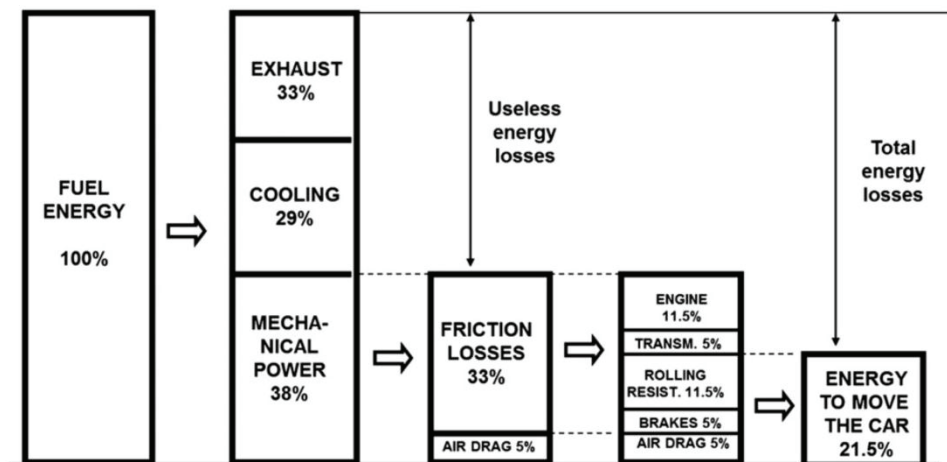 FUEL
ENERGY
100%
EXHAUST
33%
COOLING
29%
MECHA-
NICAL
POWER
38%
Useless
energy
losses
FRICTION
LOSSES
33%
AIR DRAG 5%
ENGINE
11.5%
TRANSM. 5%
ROLLING
RESIST. 11.5%
BRAKES 5%
AIR DRAG 5%
Total
energy
losses
ENERGY
TO MOVE
THE CAR
21.5%